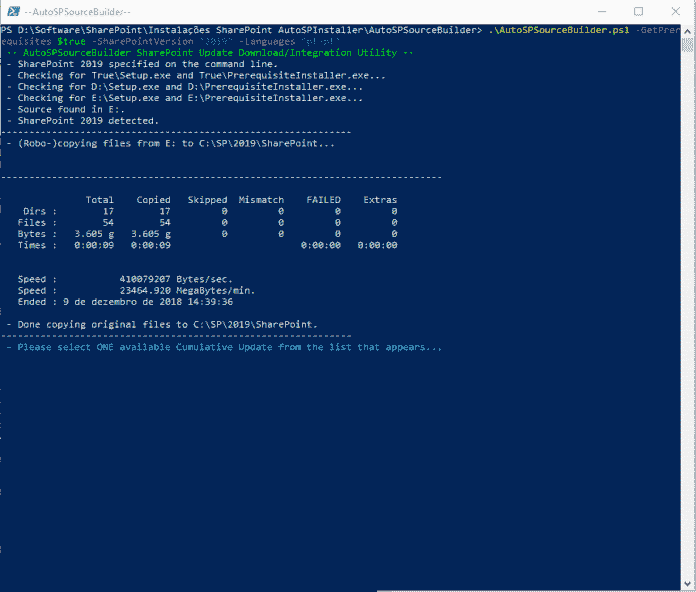 --AutoSPSourceBuilder--
PS D:\Software\SharePoint\Instalações SharePoint AutoSPInstaller\AutoSPSourceBuilder> .\AutoSPSourceBuilder.ps1 -GetPrer
equisites $true -SharePointVersion "2019" -Languages
-- AutoSPSourceBuilder SharePoint Update Download/Integration Utility --
- SharePoint 2019 specified on the command line.
- Checking for True\Setup.exe and True\PrerequisiteInstaller.exe...
- Checking for D:\Setup.exe and D:\PrerequisiteInstaller.exe...
- Checking for E:\Setup.exe and E:\PrerequisiteInstaller.exe...
- Source found in E:.
- SharePoint 2019 detected.
- (Robo-)copying files from E: to C:\SP\2019\SharePoint...
Total Copied Skipped Mismatch FAILED Extras
Dirs : 17 17 0 0 0 0
Files : 54 54 0 0 0 0
Bytes : 3.605 g 3.605 g 0 0 0 0
Times : 0:00:09 0:00:09 0:00:00 0:00:00
Speed : 410079207 Bytes/sec.
Speed : 23464.920 MegaBytes/min.
Ended : 9 de dezembro de 2018 14:39:36
- Done copying original files to C:\SP\2019\SharePoint.
- Please select ONE available Cumulative Update from the list that appears...